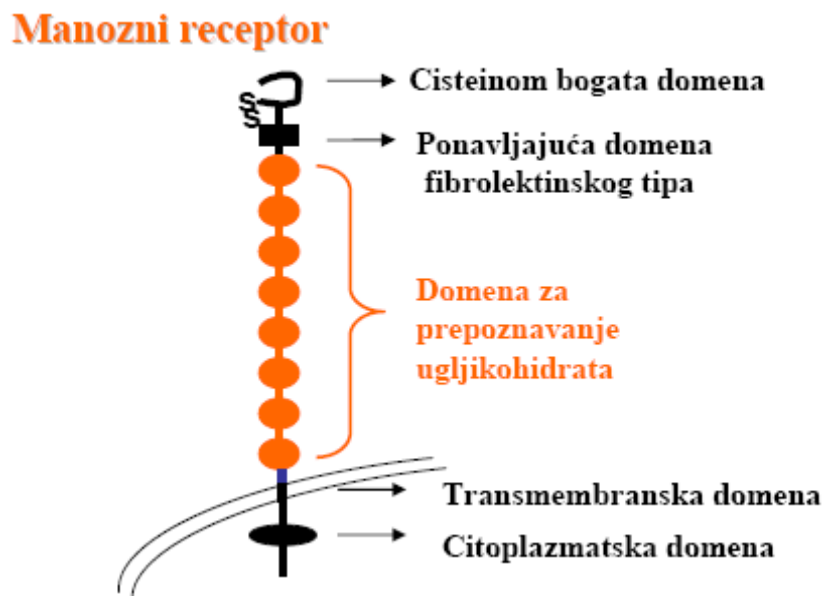 Manozni receptor
Cisteinom bogata domena
S
S
Ponavljajuća domena
fibrolektinskog tipa
Domena za
prepoznavanje
ugljikohidrata
Transmembranska domena
Citoplazmatska domena